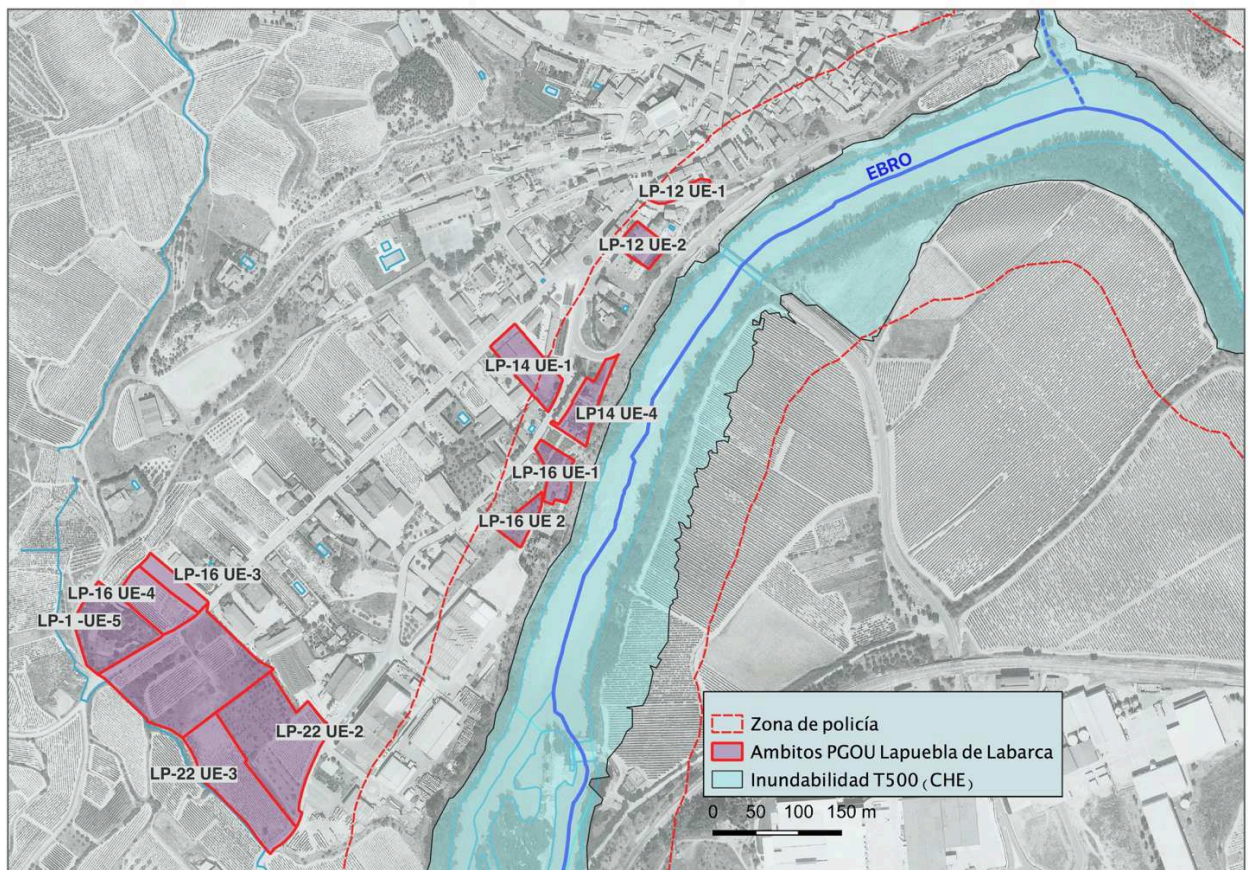 EBRO
LP-12 UE-1
LP-12 UE-2
LP-14 UE-1
LP14 UE-4
LP-16 UE-1
LP-16 UE 2
LP-16 UE-3
LP-16 UE-4
LP-1 -UE-5
LP-22 UE-2
LP-22 UE-3
Zona de policía
Ambitos PGOU Lapuebla de Labarca
Inundabilidad T500 (CHE)
0 50 100 150 m